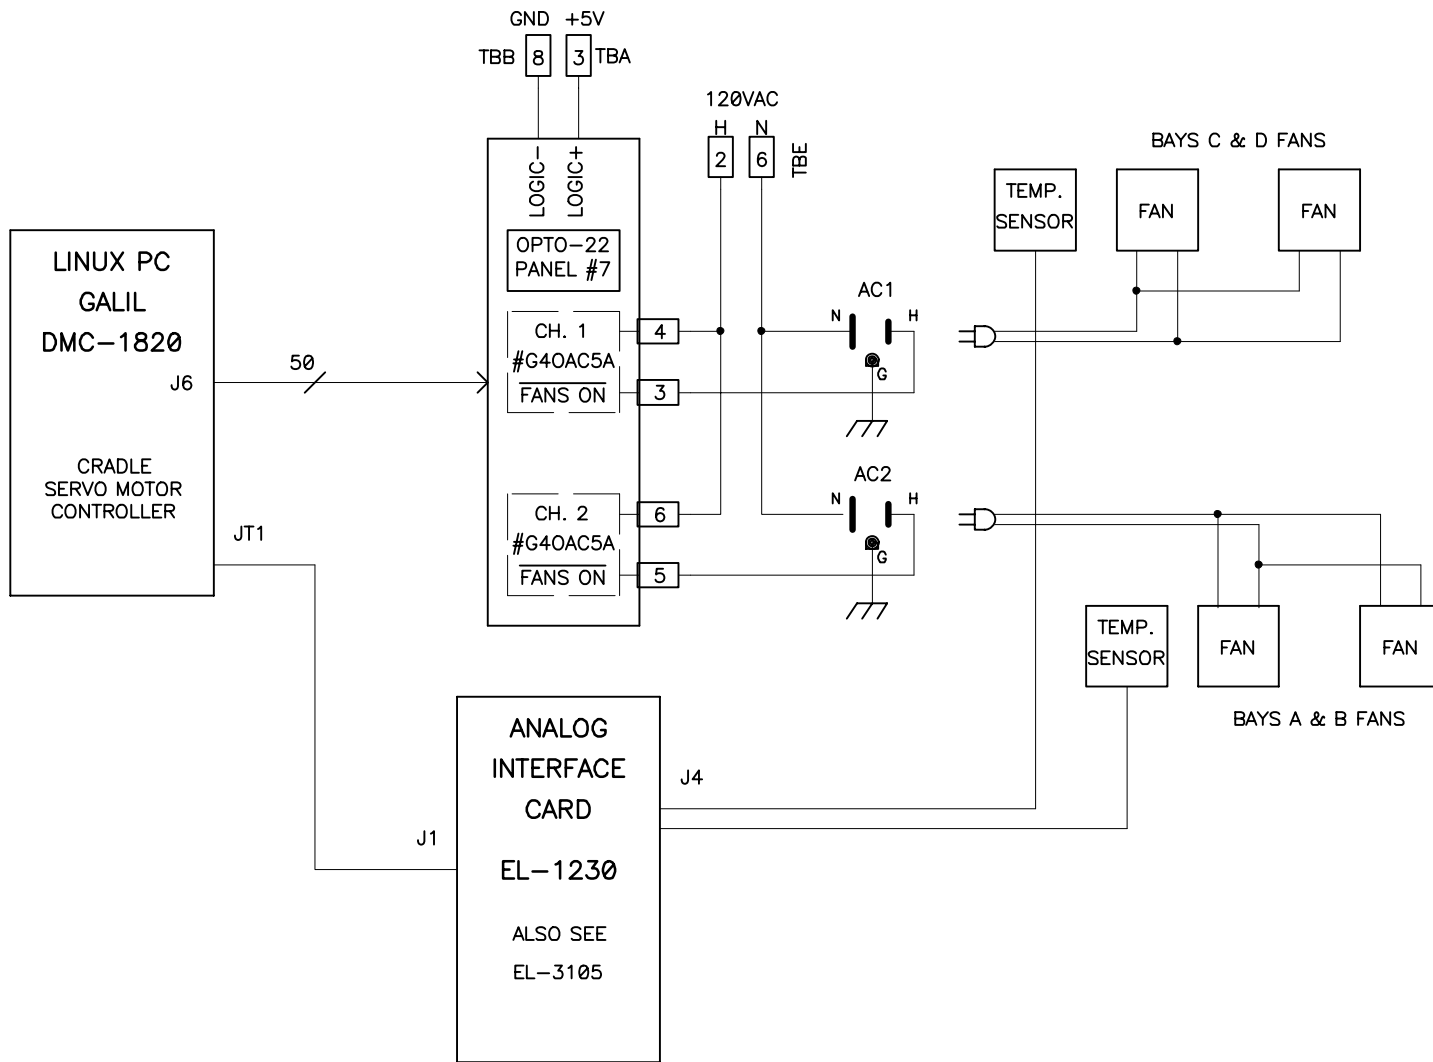 GND +5V
TBB 8 3 TBA
120VAC
H N
2 6 TBE
LOGIC- LOGIC+
OPTO-22
PANEL #7
CH. 1
#G4OAC5A
FANS ON
4
3
CH. 2
#G4OAC5A
FANS ON
6
5
LINUX PC
GALIL
DMC-1820
J6
50
CRADLE
SERVO MOTOR
CONTROLLER
JT1
AC1
N H
G
AC2
N H
G
BAYS C & D FANS
TEMP.
SENSOR
FAN
FAN
TEMP.
SENSOR
FAN
FAN
BAYS A & B FANS
ANALOG
INTERFACE
CARD
J4
J1
EL-1230
ALSO SEE
EL-3105